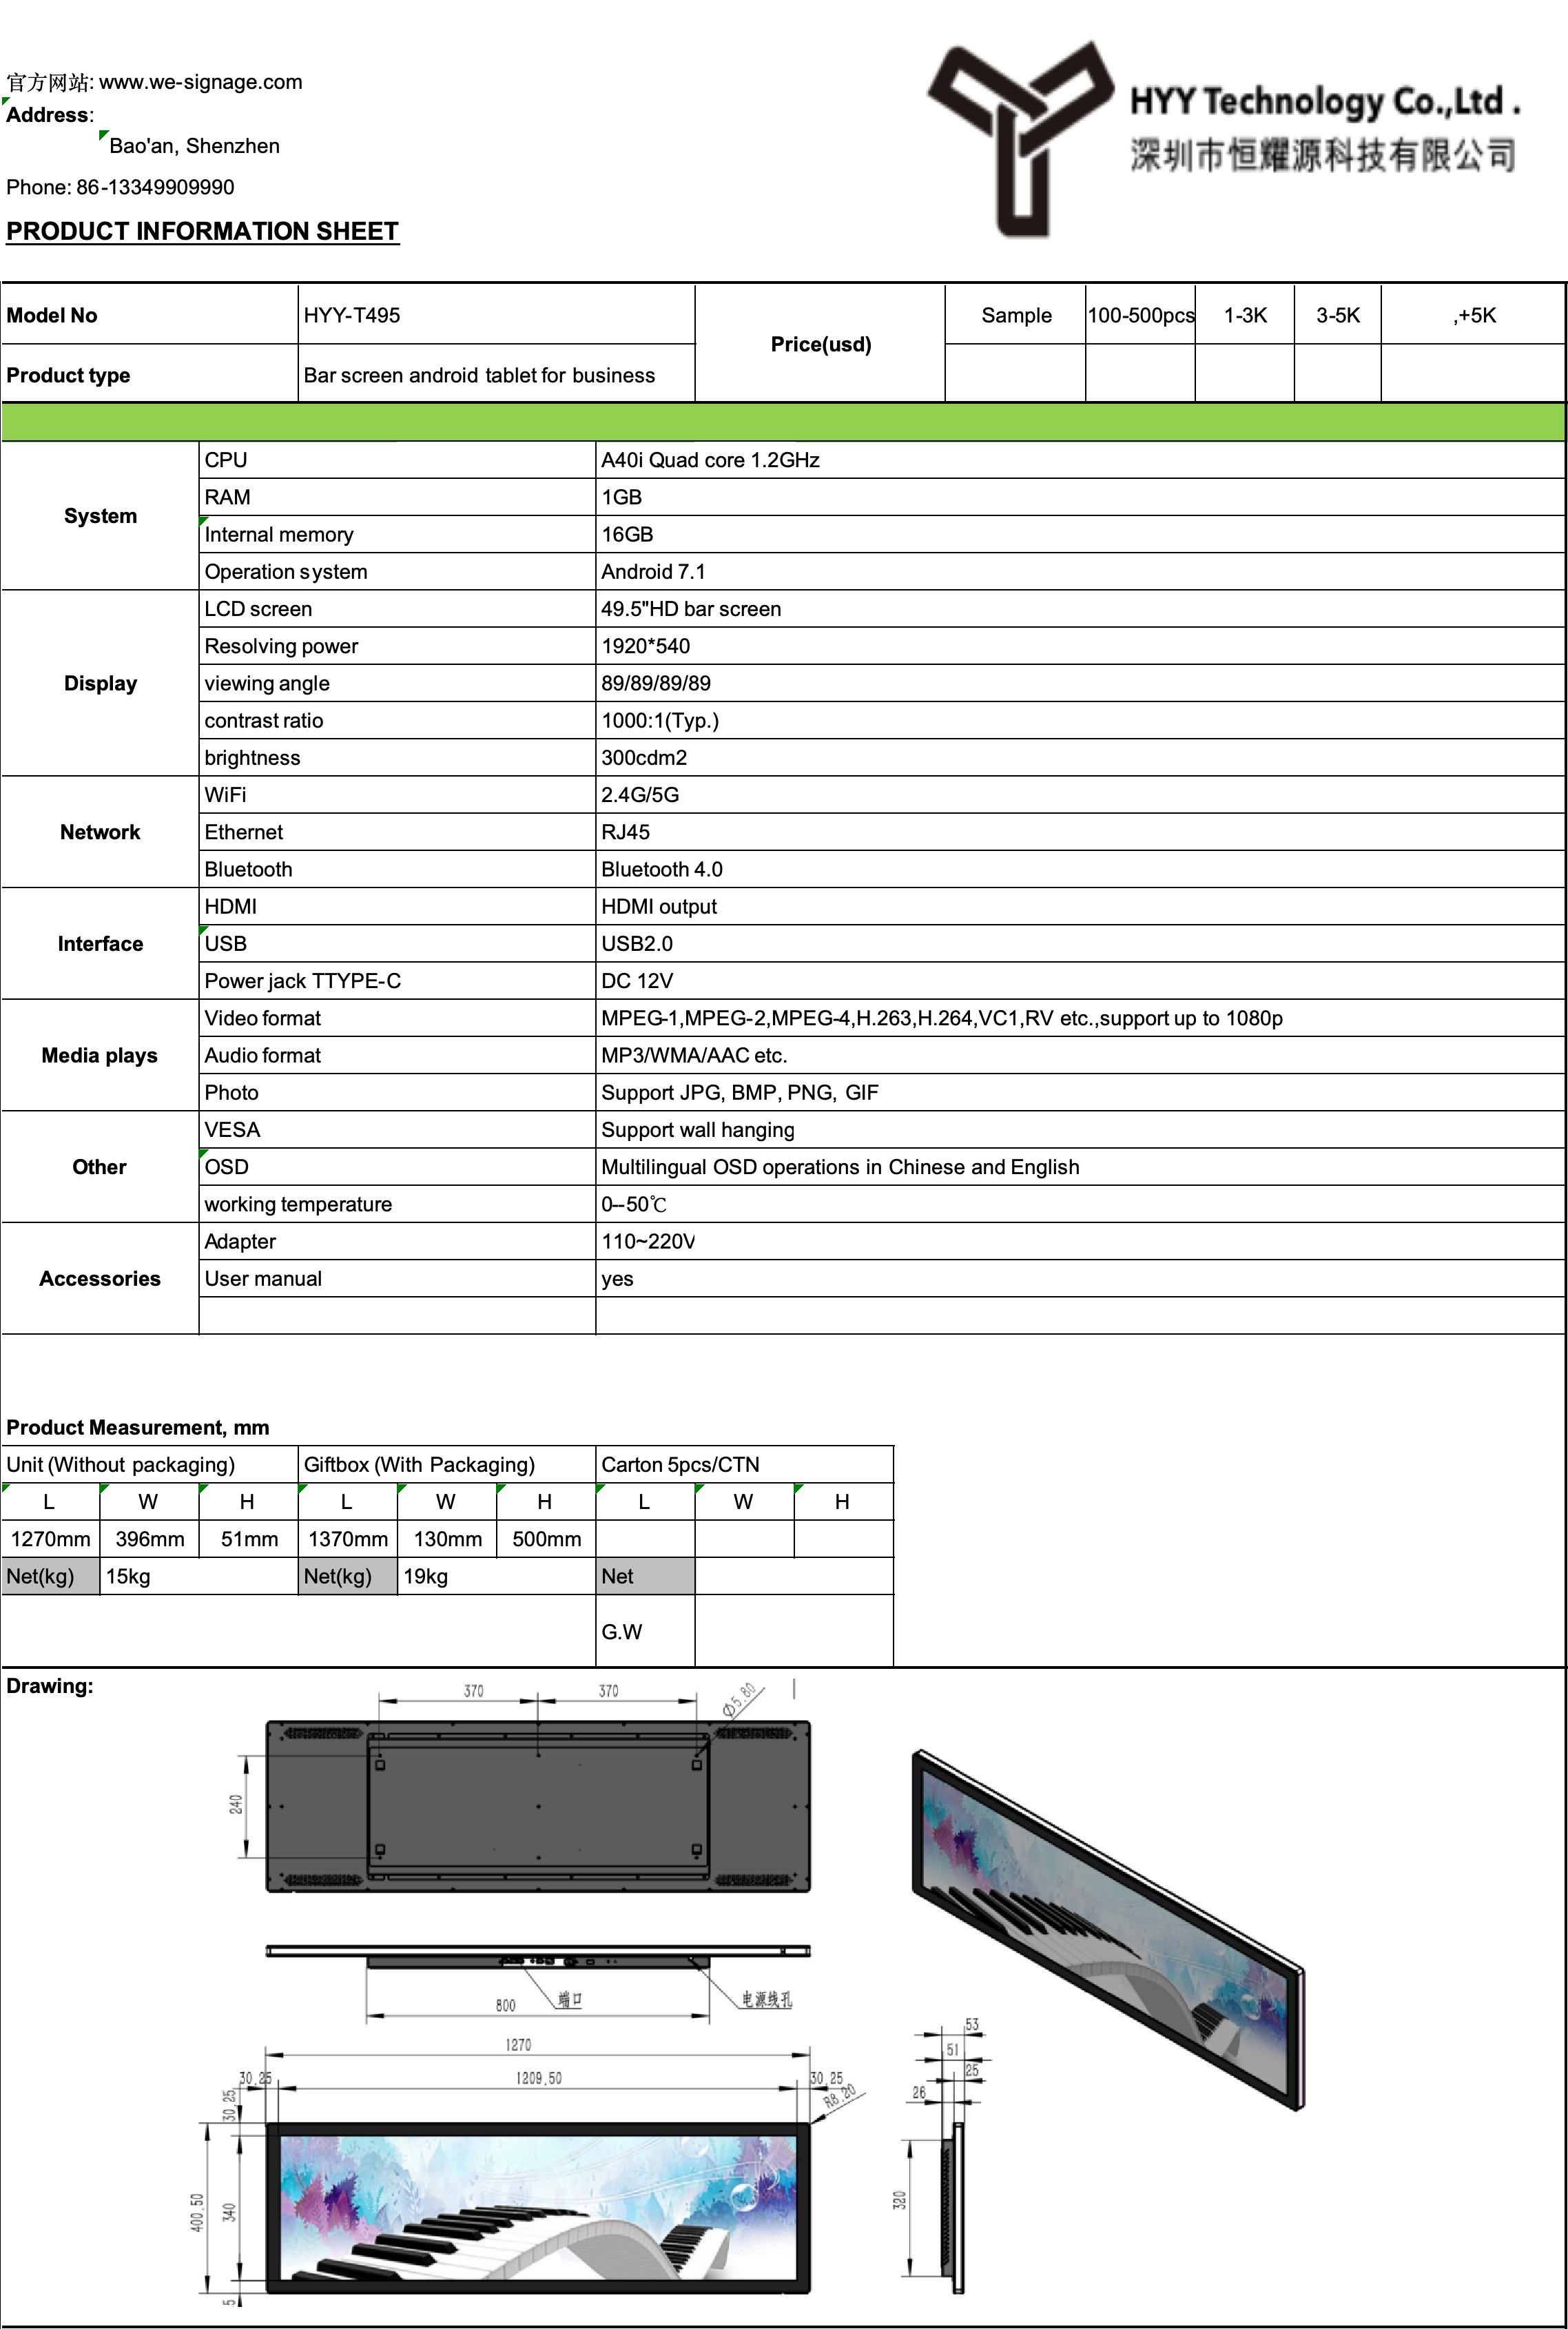 官方网站: www.we-signage.com
Address:
Bao'an, Shenzhen
Phone: 86-13349909990
PRODUCT INFORMATION SHEET
HYY Technology Co.,Ltd .
深圳市恒耀源科技有限公司
Model No HYY-T495 Price(usd) Sample 100-500pcs 1-3K 3-5K ,+5K
Product type Bar screen android tablet for business
System
CPU A40i Quad core 1.2GHz
RAM 1GB
Internal memory 16GB
Operation system Android 7.1
Display
LCD screen 49.5"HD bar screen
Resolving power 1920*540
viewing angle 89/89/89/89
contrast ratio 1000:1(Typ.)
brightness 300cdm2
Network
WiFi 2.4G/5G
Ethernet RJ45
Bluetooth Bluetooth 4.0
Interface
HDMI HDMI output
USB USB2.0
Power jack TTYPE-C DC 12V
Media plays
Video format MPEG-1,MPEG-2,MPEG-4,H.263,H.264,VC1,RV etc.,support up to 1080p
Audio format MP3/WMA/AAC etc.
Photo Support JPG, BMP, PNG, GIF
Other
VESA Support wall hanging
OSD Multilingual OSD operations in Chinese and English
working temperature 0--50℃
Accessories
Adapter 110~220V
User manual yes
Product Measurement, mm
Unit (Without packaging) Giftbox (With Packaging) Carton 5pcs/CTN
L W H L W H L W H
1270mm 396mm 51mm 1370mm 130mm 500mm
Net(kg) 15kg Net(kg) 19kg Net
G.W
Drawing:
370 370 Ø5.80
240
端口 电源线孔
800
1270
30,25 1209,50 30,25
R8.20
30,25
400,50 340
53
51
25
26
320